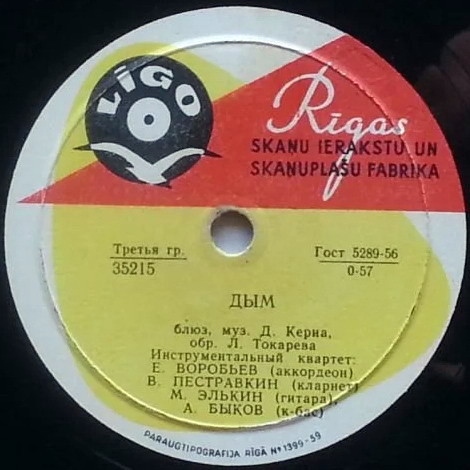 LĪGO
Rīgas
SKAŅU IERAKSTU UN
SKAŅUPLAŠU FABRIKA
Третья гр.
35215
Гост 5289-56
0-57
ДЫМ
блюз, муз. Д. Керна,
обр. Л. Токарева
Инструментальный квартет:
Е. ВОРОБЬЕВ (аккордеон)
В. ПЕСТРАВКИН (кларнет)
М. ЭЛЬКИН (гитара),
А. БЫКОВ (к-бас)
PARAUGTIPOGRAFIJA RĪGĀ Nº 1399-59